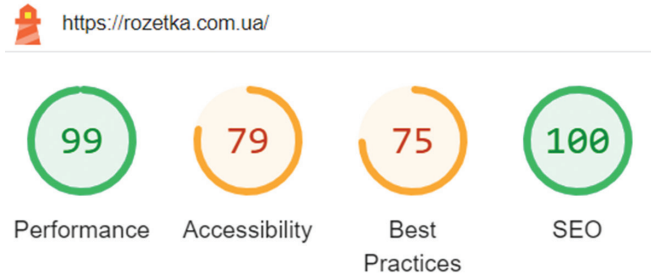 https://rozetka.com.ua/
99 79 75 100
Performance Accessibility Best Practices SEO